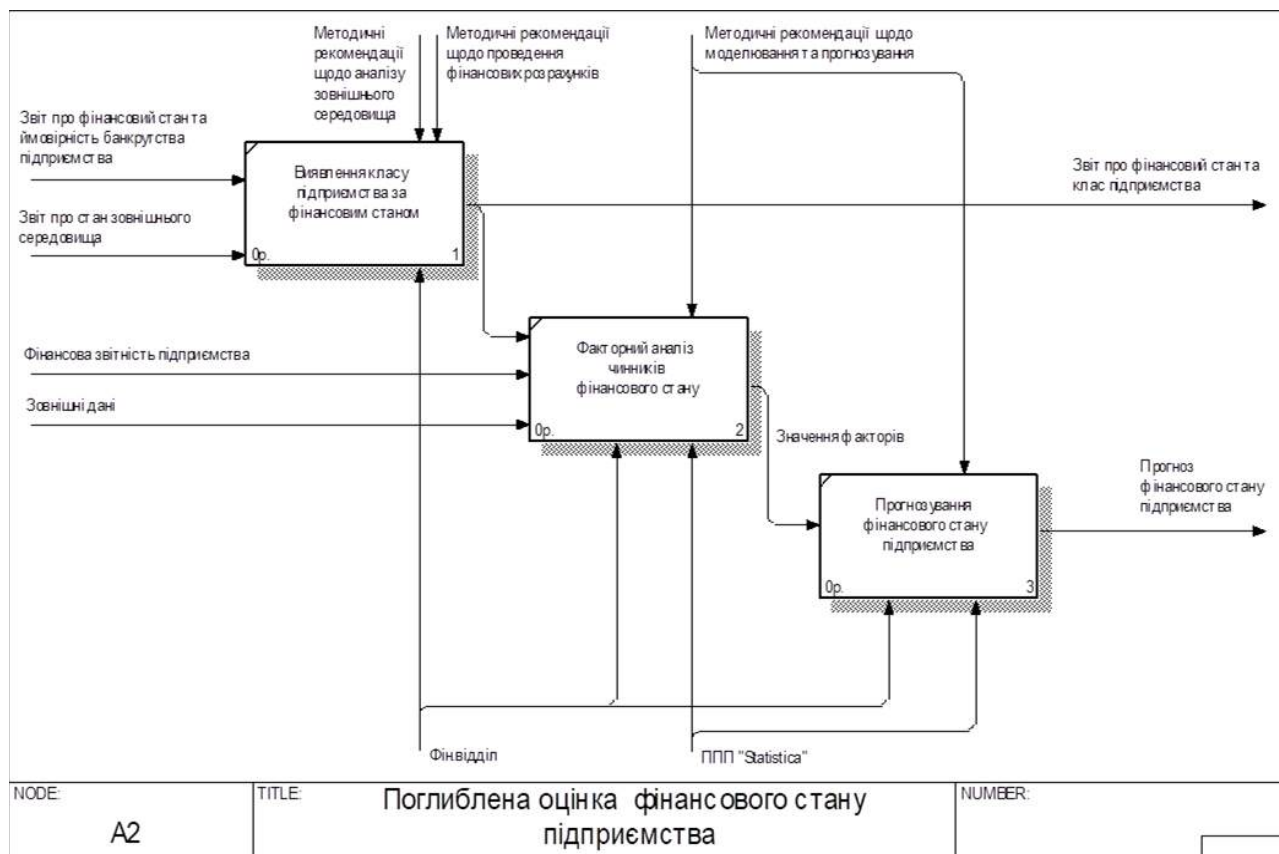 Методичні
рекомендації
щодо аналізу
зовнішнього
середовища
Методичні рекомендації
щодо проведення
фінансових розрахунків
Методичні рекомендації щодо
моделювання та прогнозування
Звіт про фінансовий стан та
ймовірність банкрутства
підприємства
Звіт про стан зовнішнього
середовища
Виявлення класу
підприємства за
фінансовим станом
0р.
1
Звіт про фінансовий стан та
клас підприємства
Фінансова звітність підприємства
Зовнішні дані
Факторний аналіз
чинників
фінансового стану
0р.
2
Значення факторів
Прогнозування
фінансового стану
підприємства
0р.
3
Прогноз
фінансового стану
підприємства
Фін.відділ
ППП "Statistica"
NODE:
A2
TITLE:
Поглиблена оцінка фінансового стану
підприємства
NUMBER: